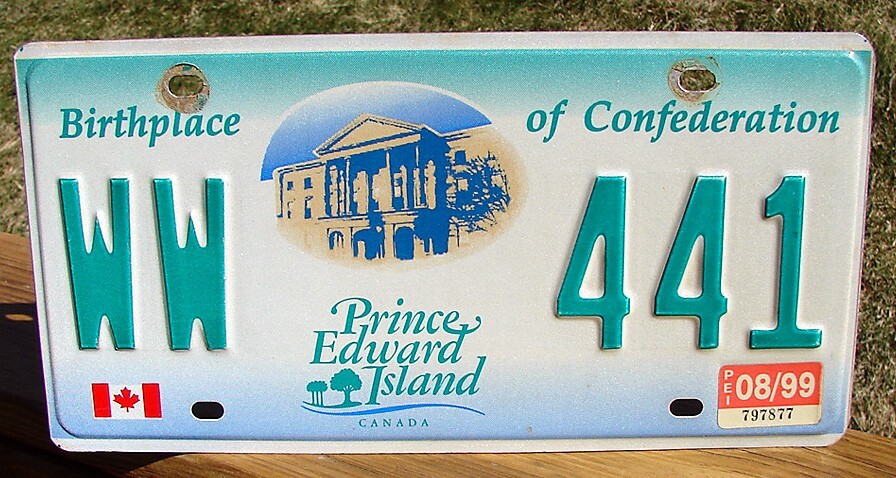 Birthplace of Confederation
WW 441
Prince
Edward
Island
CANADA
PEI 08/99
797877